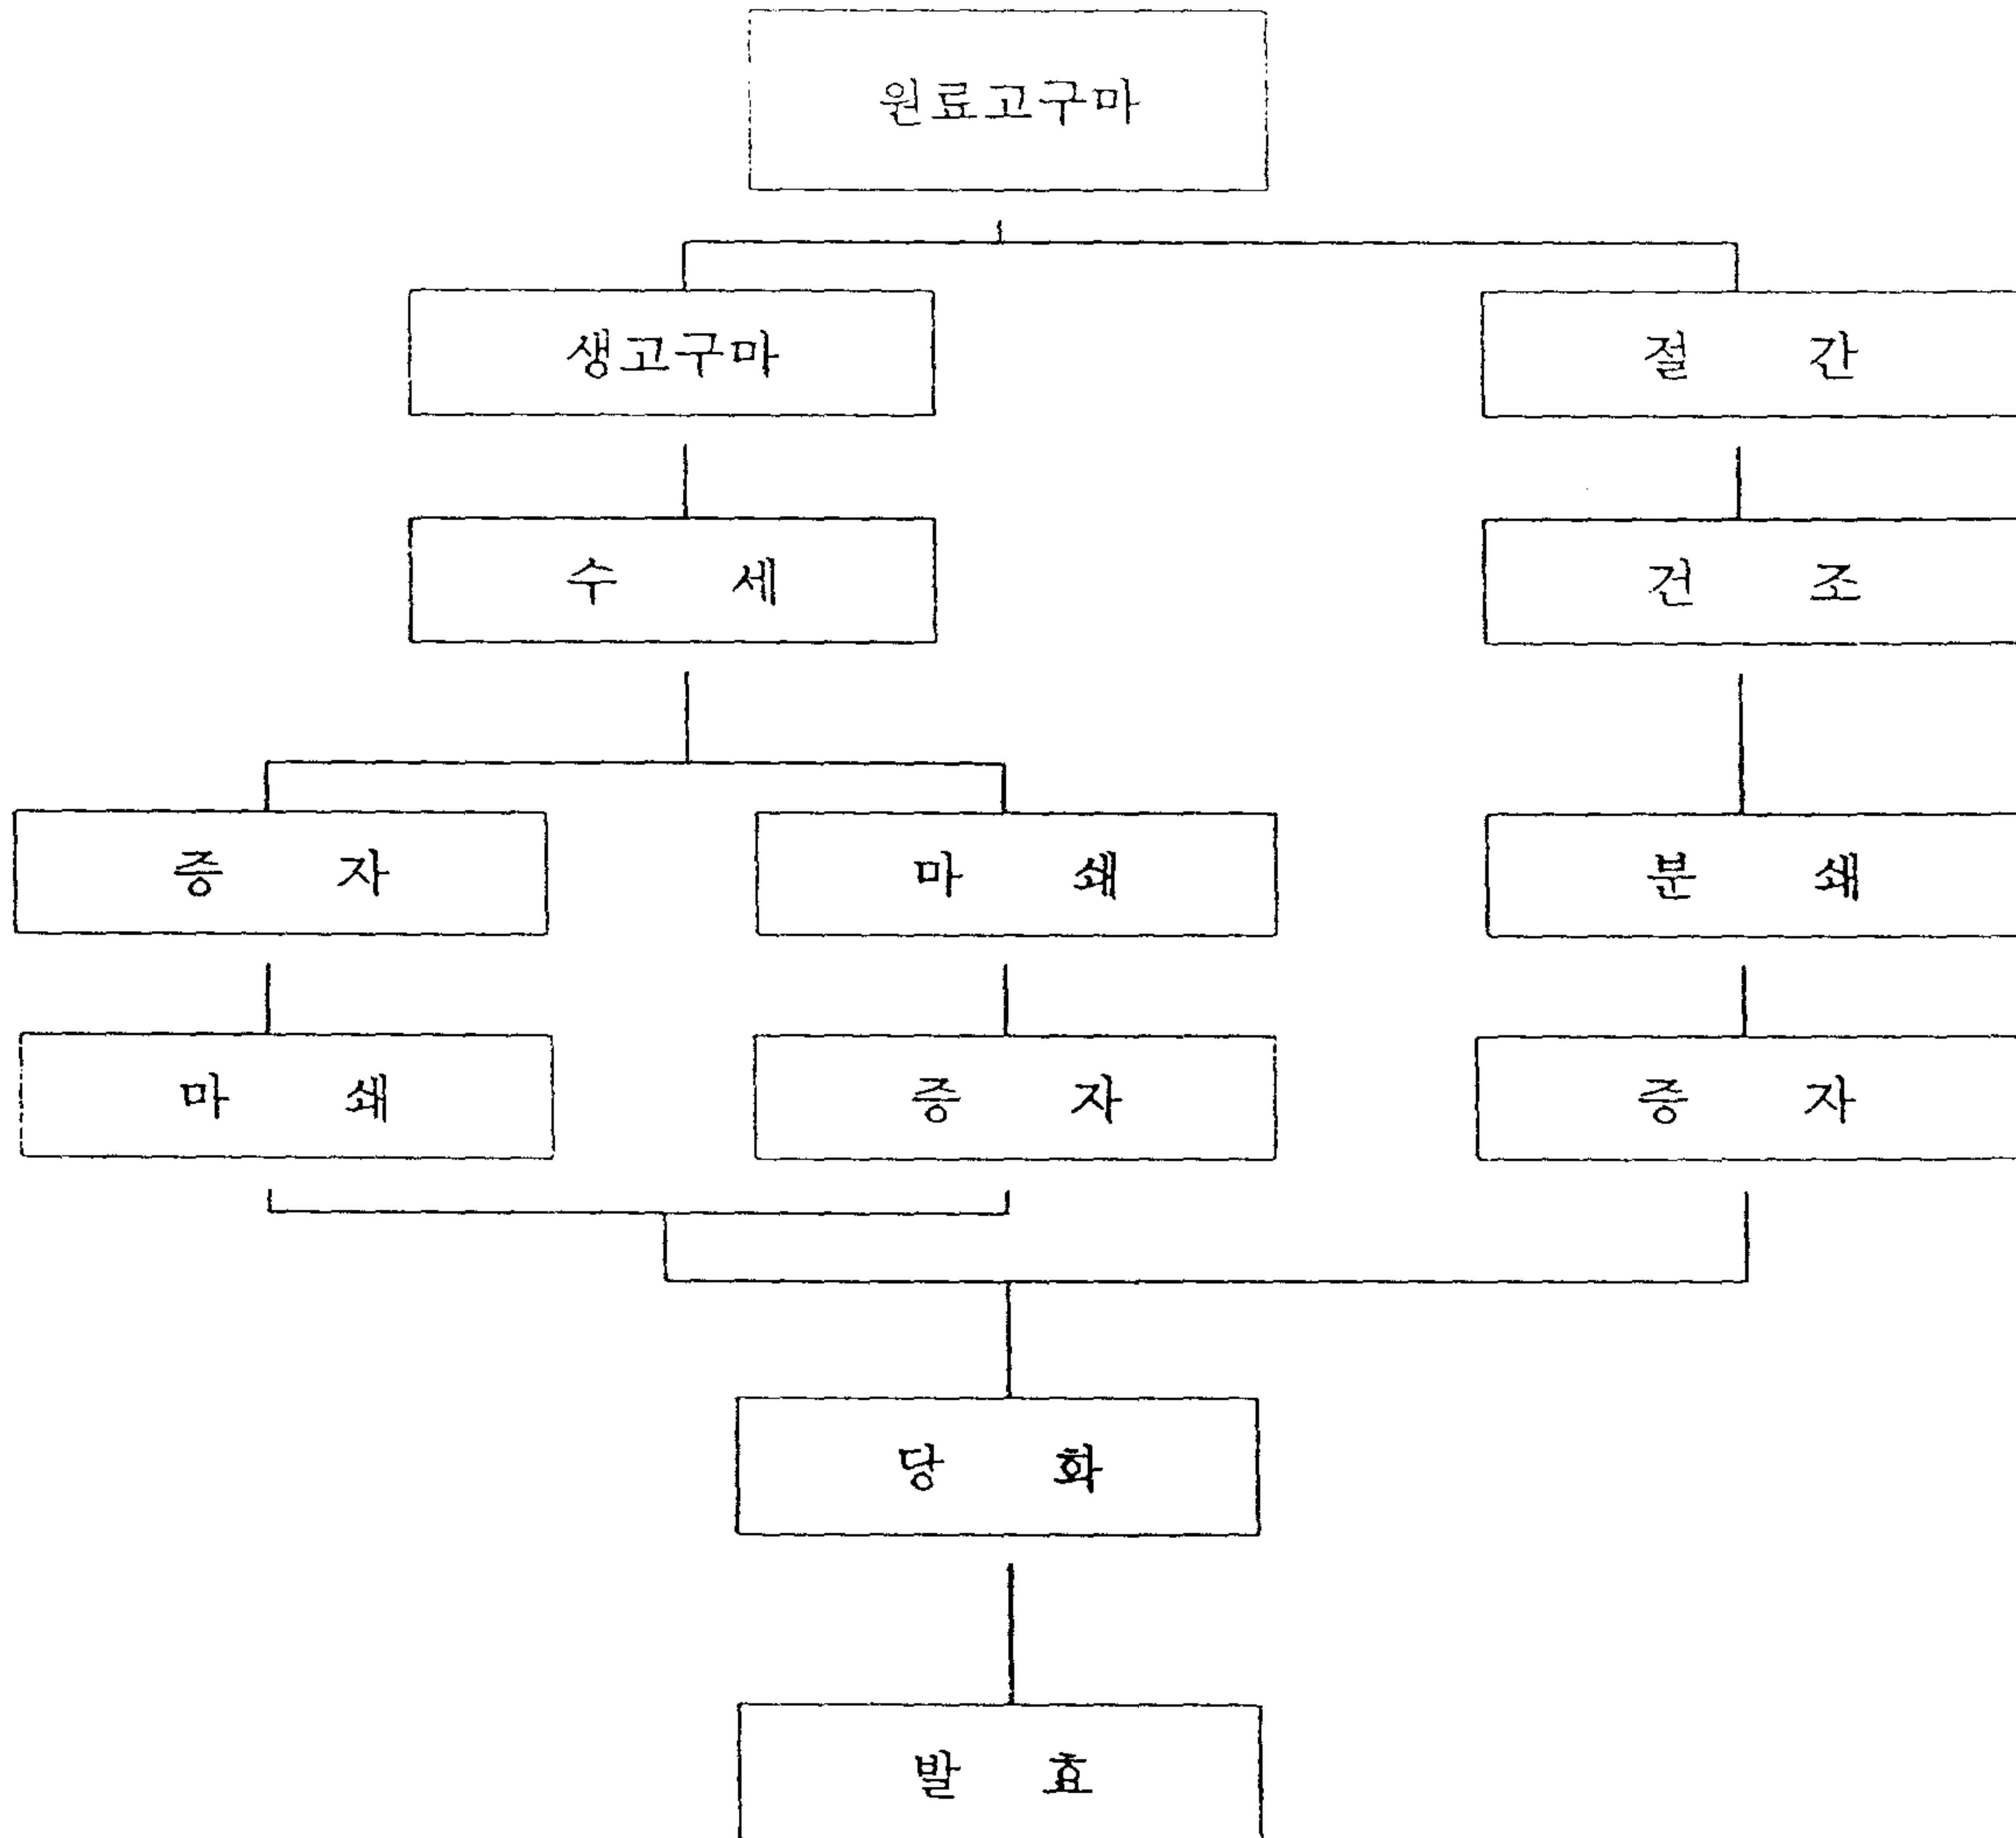 원료고구마
생고구마 절 간
수 세 건 조
증 자 마 쇄 분 쇄
마 쇄 증 자 증 자
당 화
발 효